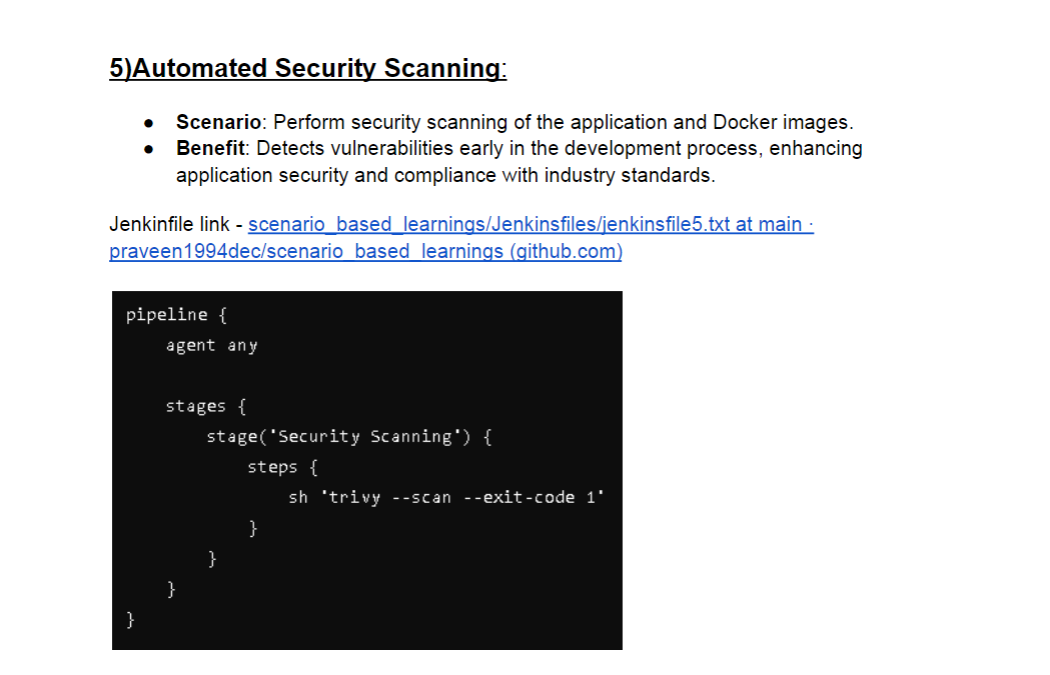 5)Automated Security Scanning:
● Scenario: Perform security scanning of the application and Docker images.
● Benefit: Detects vulnerabilities early in the development process, enhancing
application security and compliance with industry standards.
Jenkinfile link - scenario_based_learnings/Jenkinsfiles/jenkinsfile5.txt at main ·
praveen1994dec/scenario_based_learnings (github.com)
pipeline {
    agent any
    stages {
        stage('Security Scanning') {
            steps {
                sh 'trivy --scan --exit-code 1'
            }
        }
    }
}